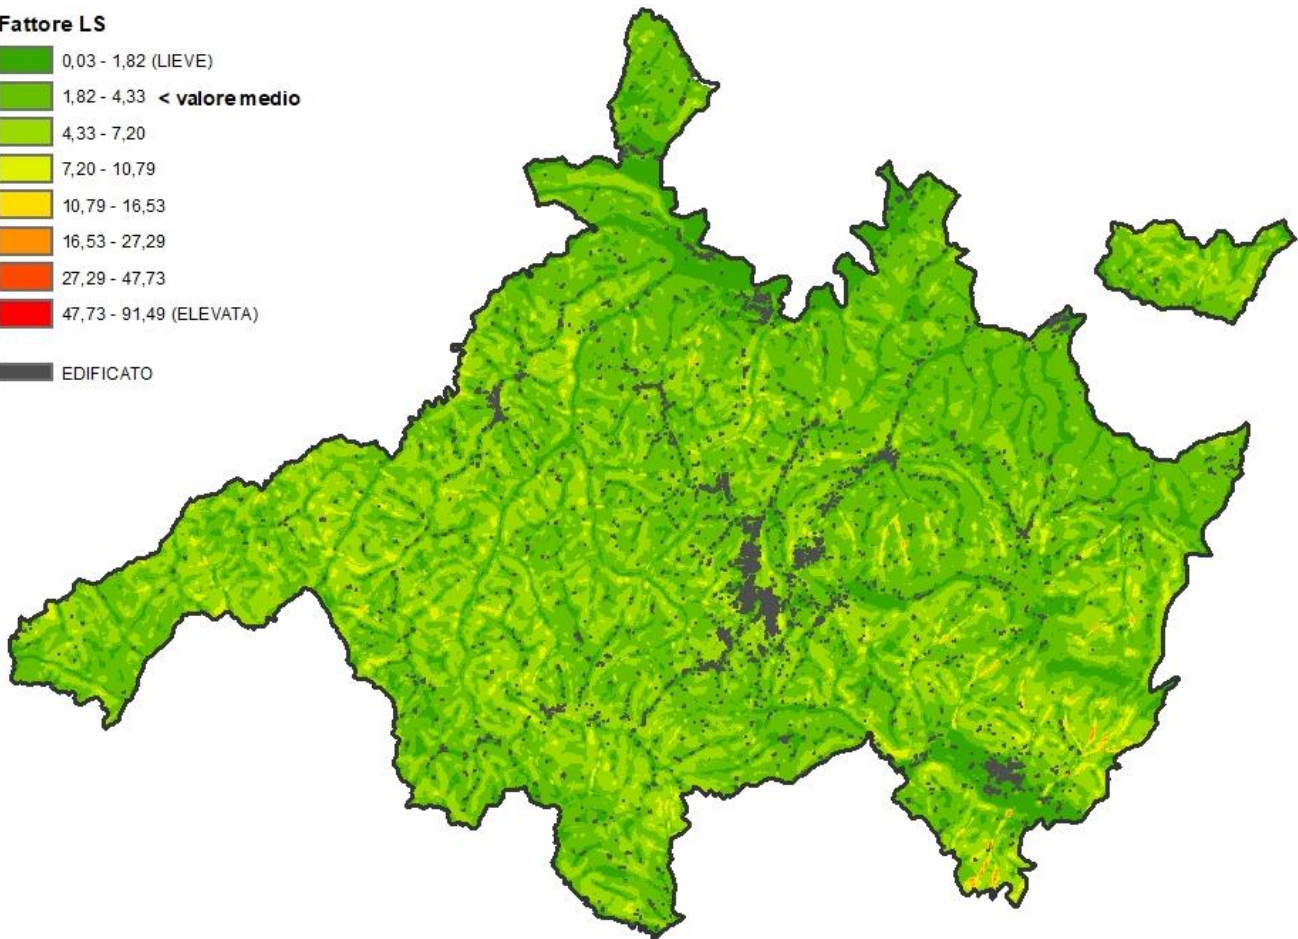 Fattore LS
0,03 - 1,82 (LIEVE)
1,82 - 4,33 < valore medio
4,33 - 7,20
7,20 - 10,79
10,79 - 16,53
16,53 - 27,29
27,29 - 47,73
47,73 - 91,49 (ELEVATA)
EDIFICATO